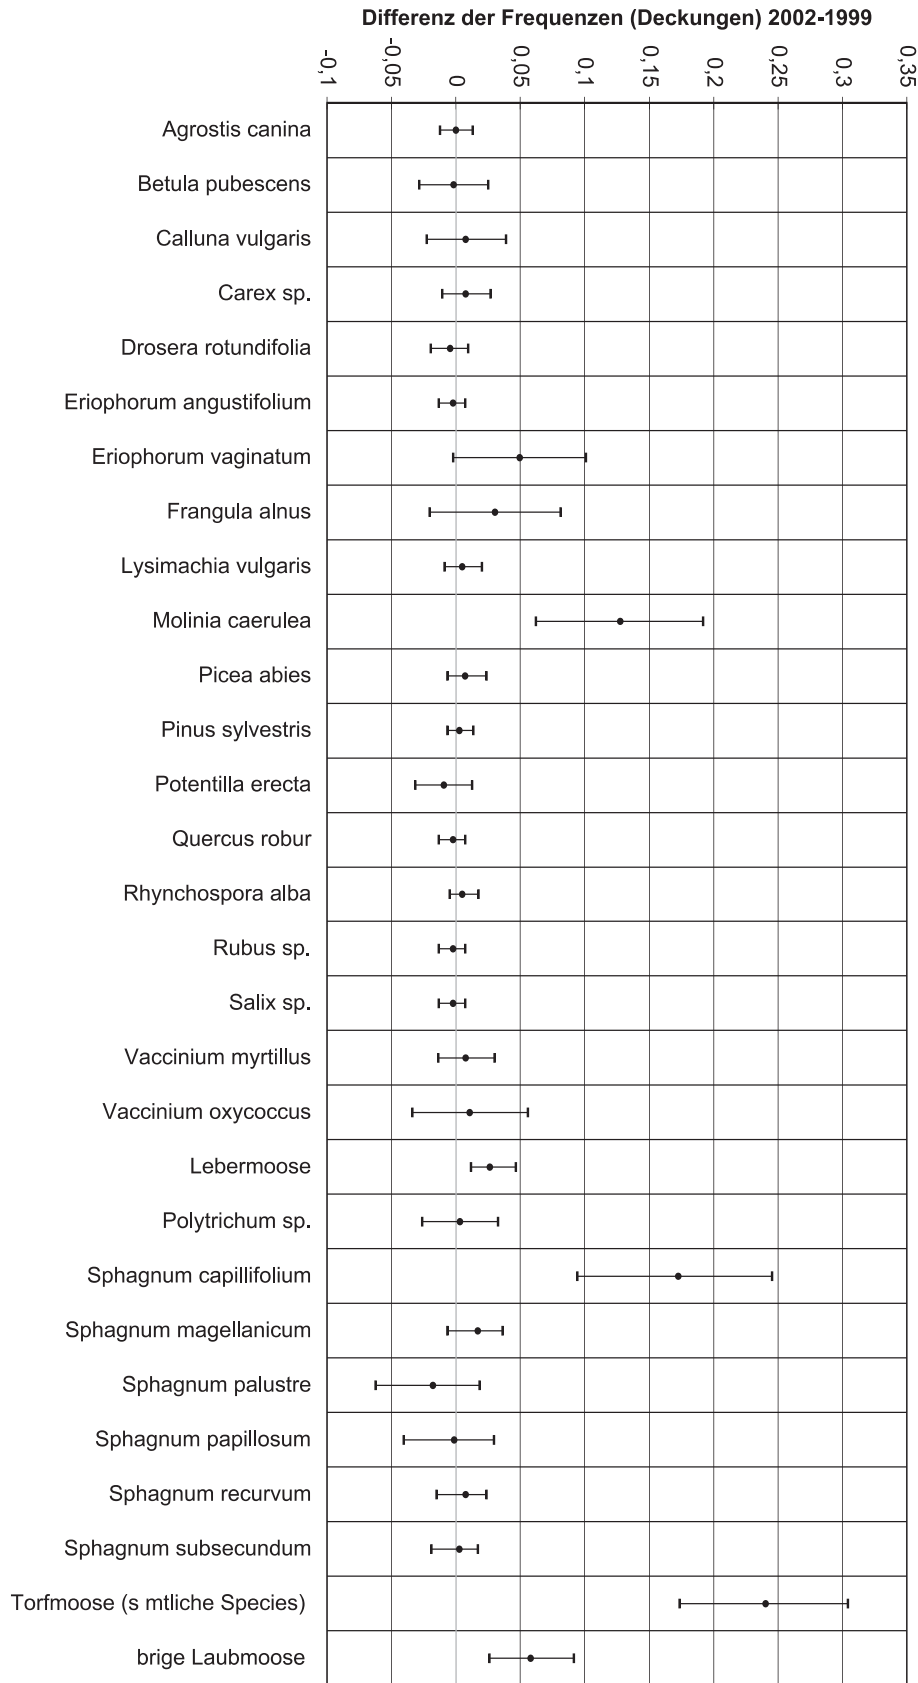 Differenz der Frequenzen (Deckungen) 2002-1999
-0,1 -0,05 0 0,05 0,1 0,15 0,2 0,25 0,3 0,35
Agrostis canina
Betula pubescens
Calluna vulgaris
Carex sp.
Drosera rotundifolia
Eriophorum angustifolium
Eriophorum vaginatum
Frangula alnus
Lysimachia vulgaris
Molinia caerulea
Picea abies
Pinus sylvestris
Potentilla erecta
Quercus robur
Rhynchospora alba
Rubus sp.
Salix sp.
Vaccinium myrtillus
Vaccinium oxycoccus
Lebermoose
Polytrichum sp.
Sphagnum capillifolium
Sphagnum magellanicum
Sphagnum palustre
Sphagnum papillosum
Sphagnum recurvum
Sphagnum subsecundum
Torfmoose (s mtliche Species)
brige Laubmoose